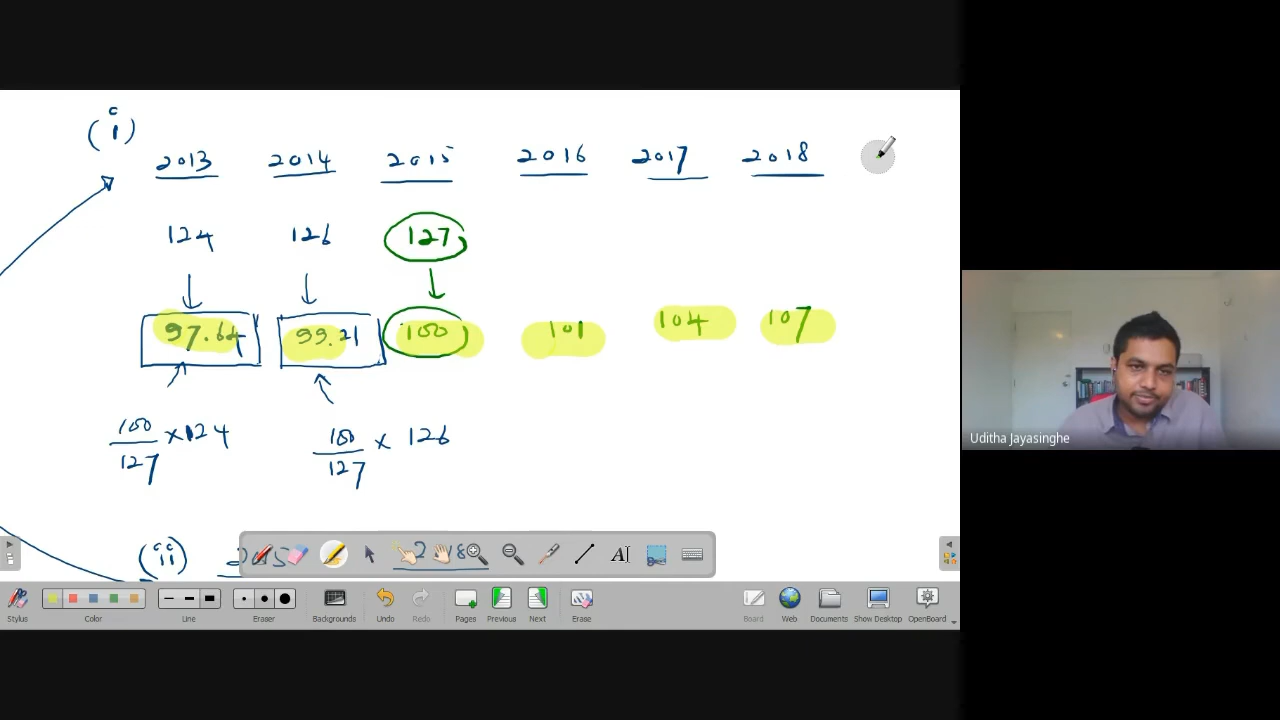 (i)
2013 2014 2015 2016 2017 2018
124 126 127
97.64 99.21 100 101 104 107
100/127 × 124 100/127 × 126
(ii)
Uditha Jayasinghe
Stylus Color Line Eraser Backgrounds Undo Redo Pages Previous Next Erase Board Web Documents Show Desktop OpenBoard